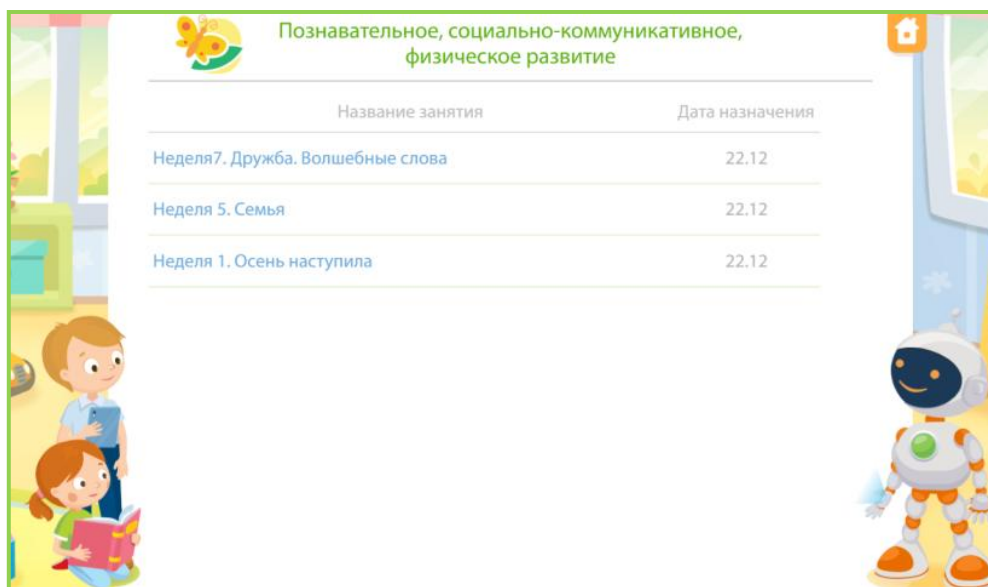 Познавательное, социально-коммуникативное,
физическое развитие
Название занятия Дата назначения
Неделя7. Дружба. Волшебные слова 22.12
Неделя 5. Семья 22.12
Неделя 1. Осень наступила 22.12